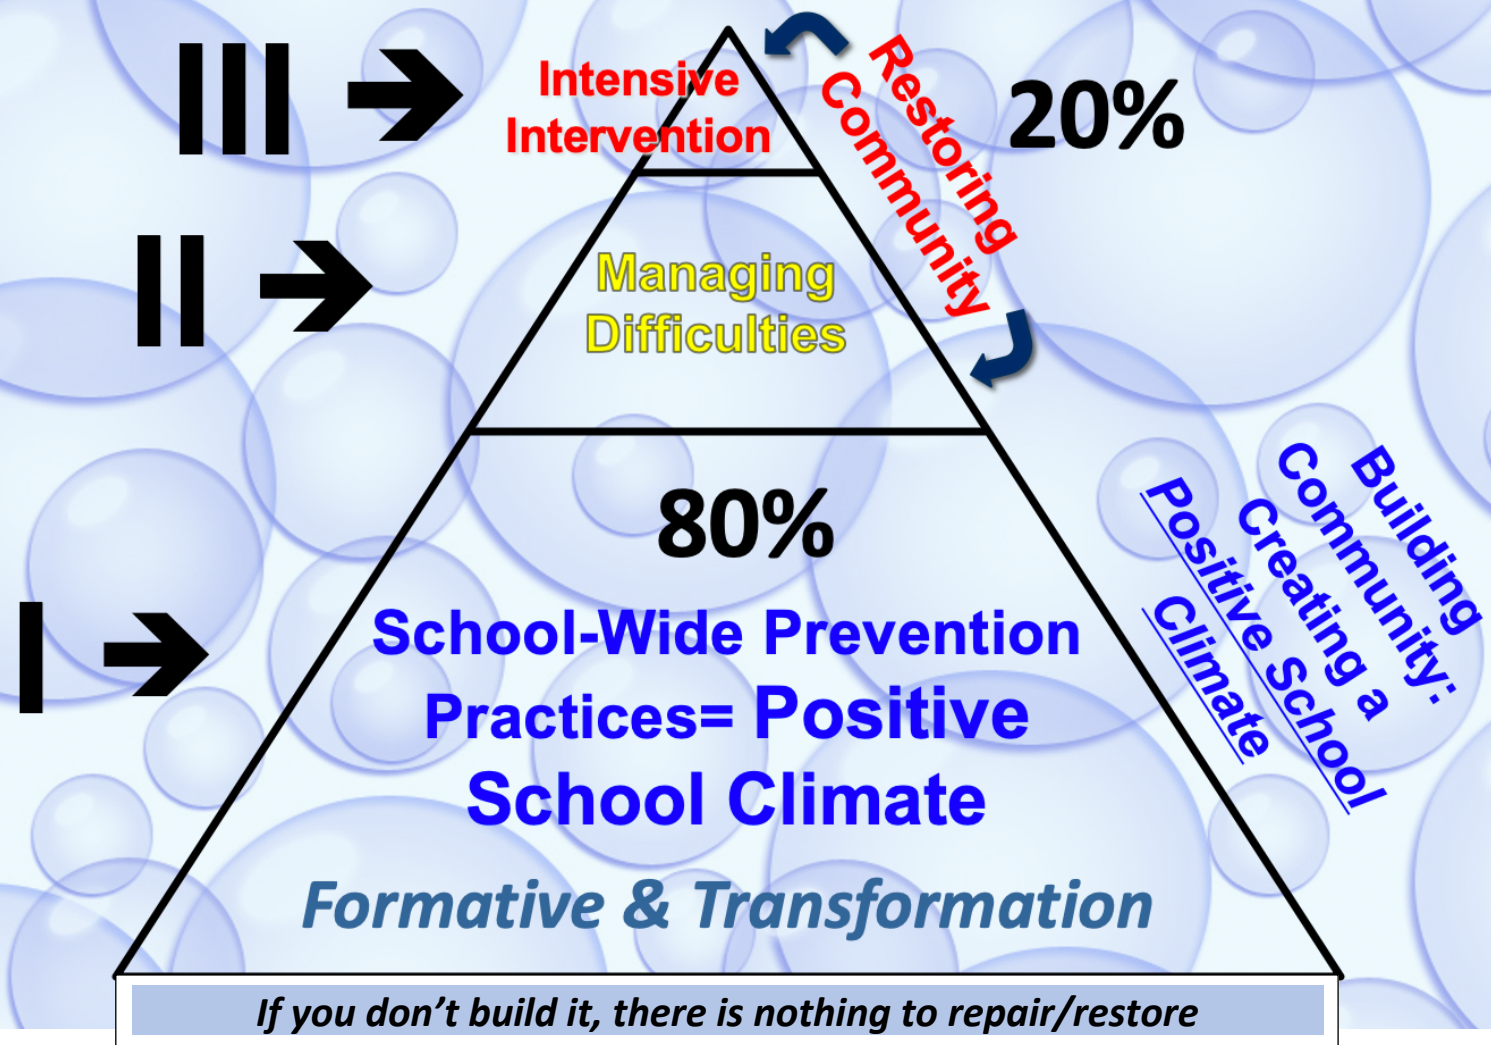 III
Intensive
Intervention
Restoring
Community
20%
II
Managing
Difficulties
80%
I
School-Wide Prevention
Practices= Positive
School Climate
Building
Community:
Creating a
Positive School
Climate
Formative & Transformation
If you don’t build it, there is nothing to repair/restore